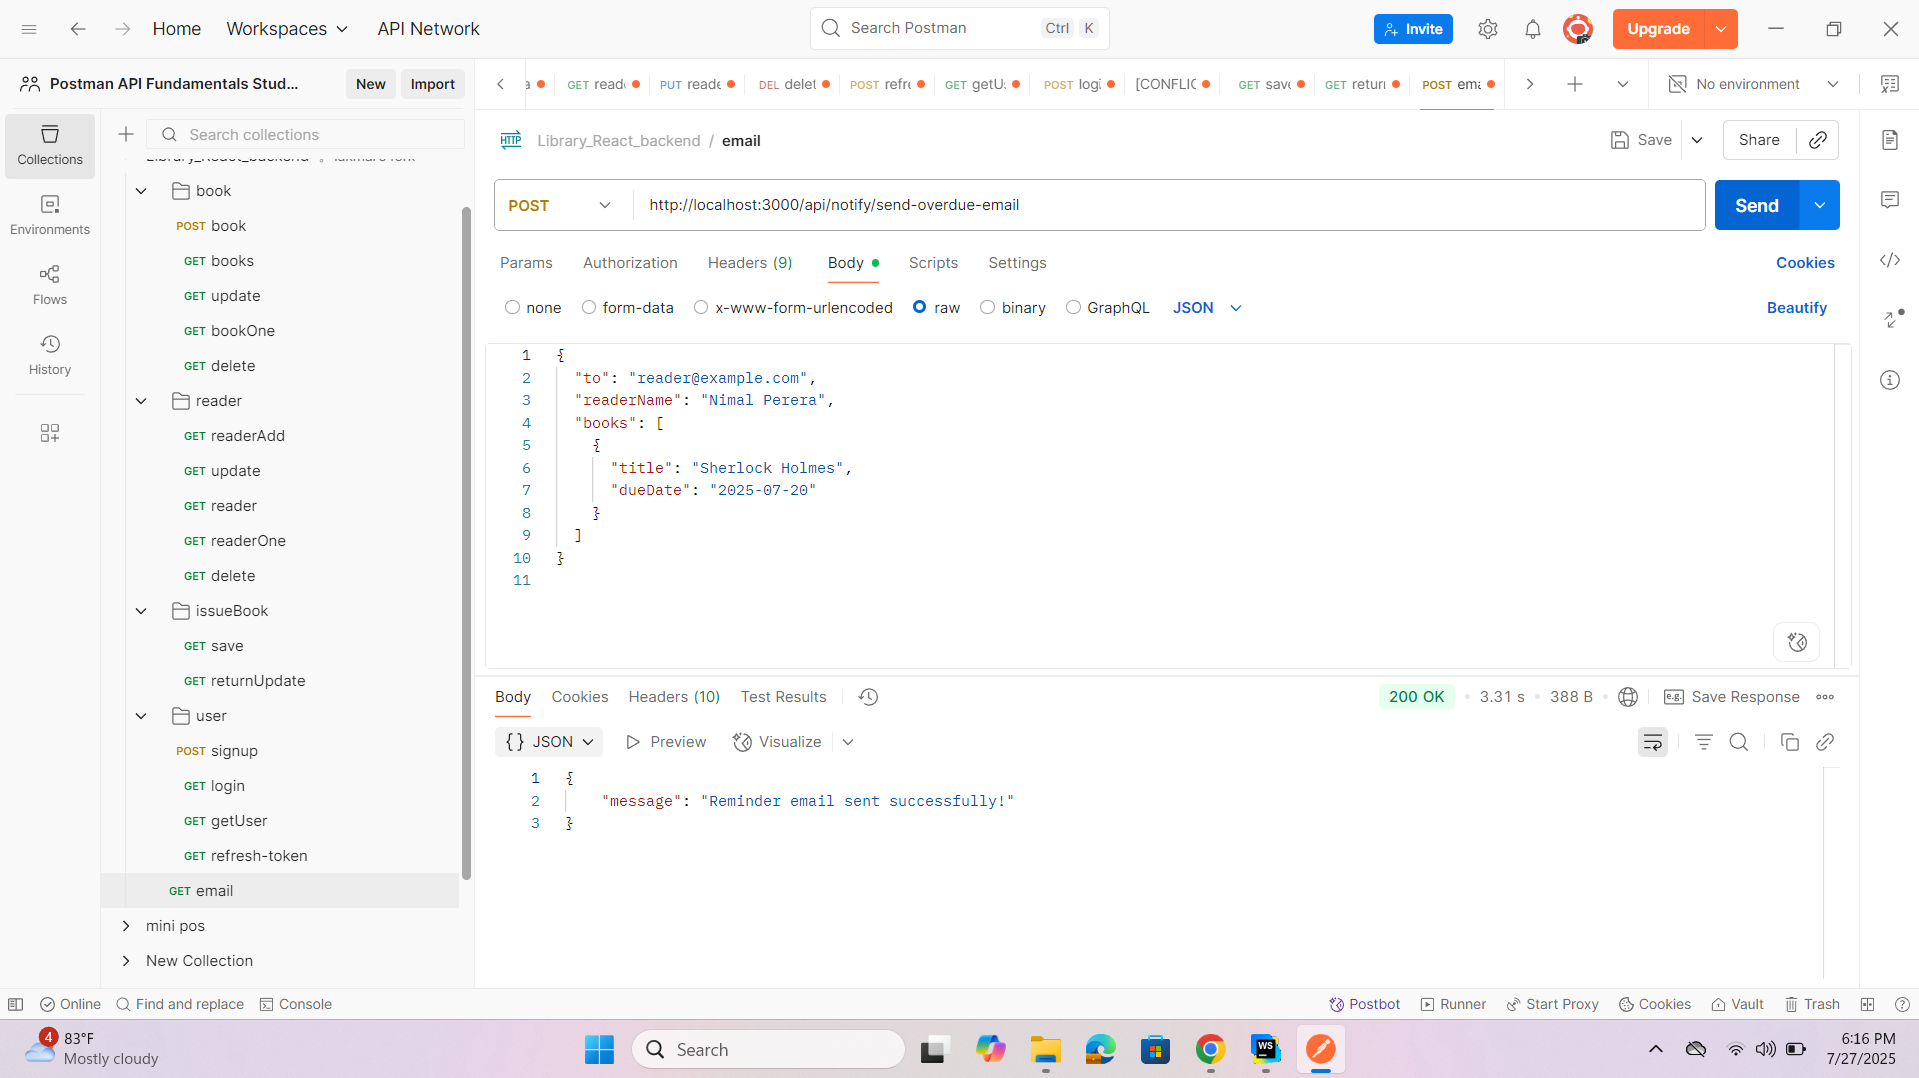 Home Workspaces API Network
Search Postman Ctrl K
Invite Upgrade
Postman API Fundamentals Stud... New Import
GET read PUT reade DEL delet POST refr GET getU POST logi [CONFLIC GET save GET return POST ema
No environment
Collections
Environments
Flows
History
Search collections
Library_React_backend
book
POST book
GET books
GET update
GET bookOne
GET delete
reader
GET readerAdd
GET update
GET reader
GET readerOne
GET delete
issueBook
GET save
GET returnUpdate
user
POST signup
GET login
GET getUser
GET refresh-token
GET email
mini pos
New Collection
HTTP Library_React_backend / email
Save Share
POST http://localhost:3000/api/notify/send-overdue-email Send
Params Authorization Headers (9) Body Scripts Settings Cookies
none form-data x-www-form-urlencoded raw binary GraphQL JSON Beautify
1 {
2 "to": "reader@example.com",
3 "readerName": "Nimal Perera",
4 "books": [
5 {
6 "title": "Sherlock Holmes",
7 "dueDate": "2025-07-20"
8 }
9 ]
10 }
11
Body Cookies Headers (10) Test Results 200 OK 3.31 s 388 B e.g. Save Response
{} JSON Preview Visualize
1 {
2 "message": "Reminder email sent successfully!"
3 }
Online Find and replace Console Postbot Runner Start Proxy Cookies Vault Trash
4 83°F
Mostly cloudy
Search
WS
6:16 PM
7/27/2025